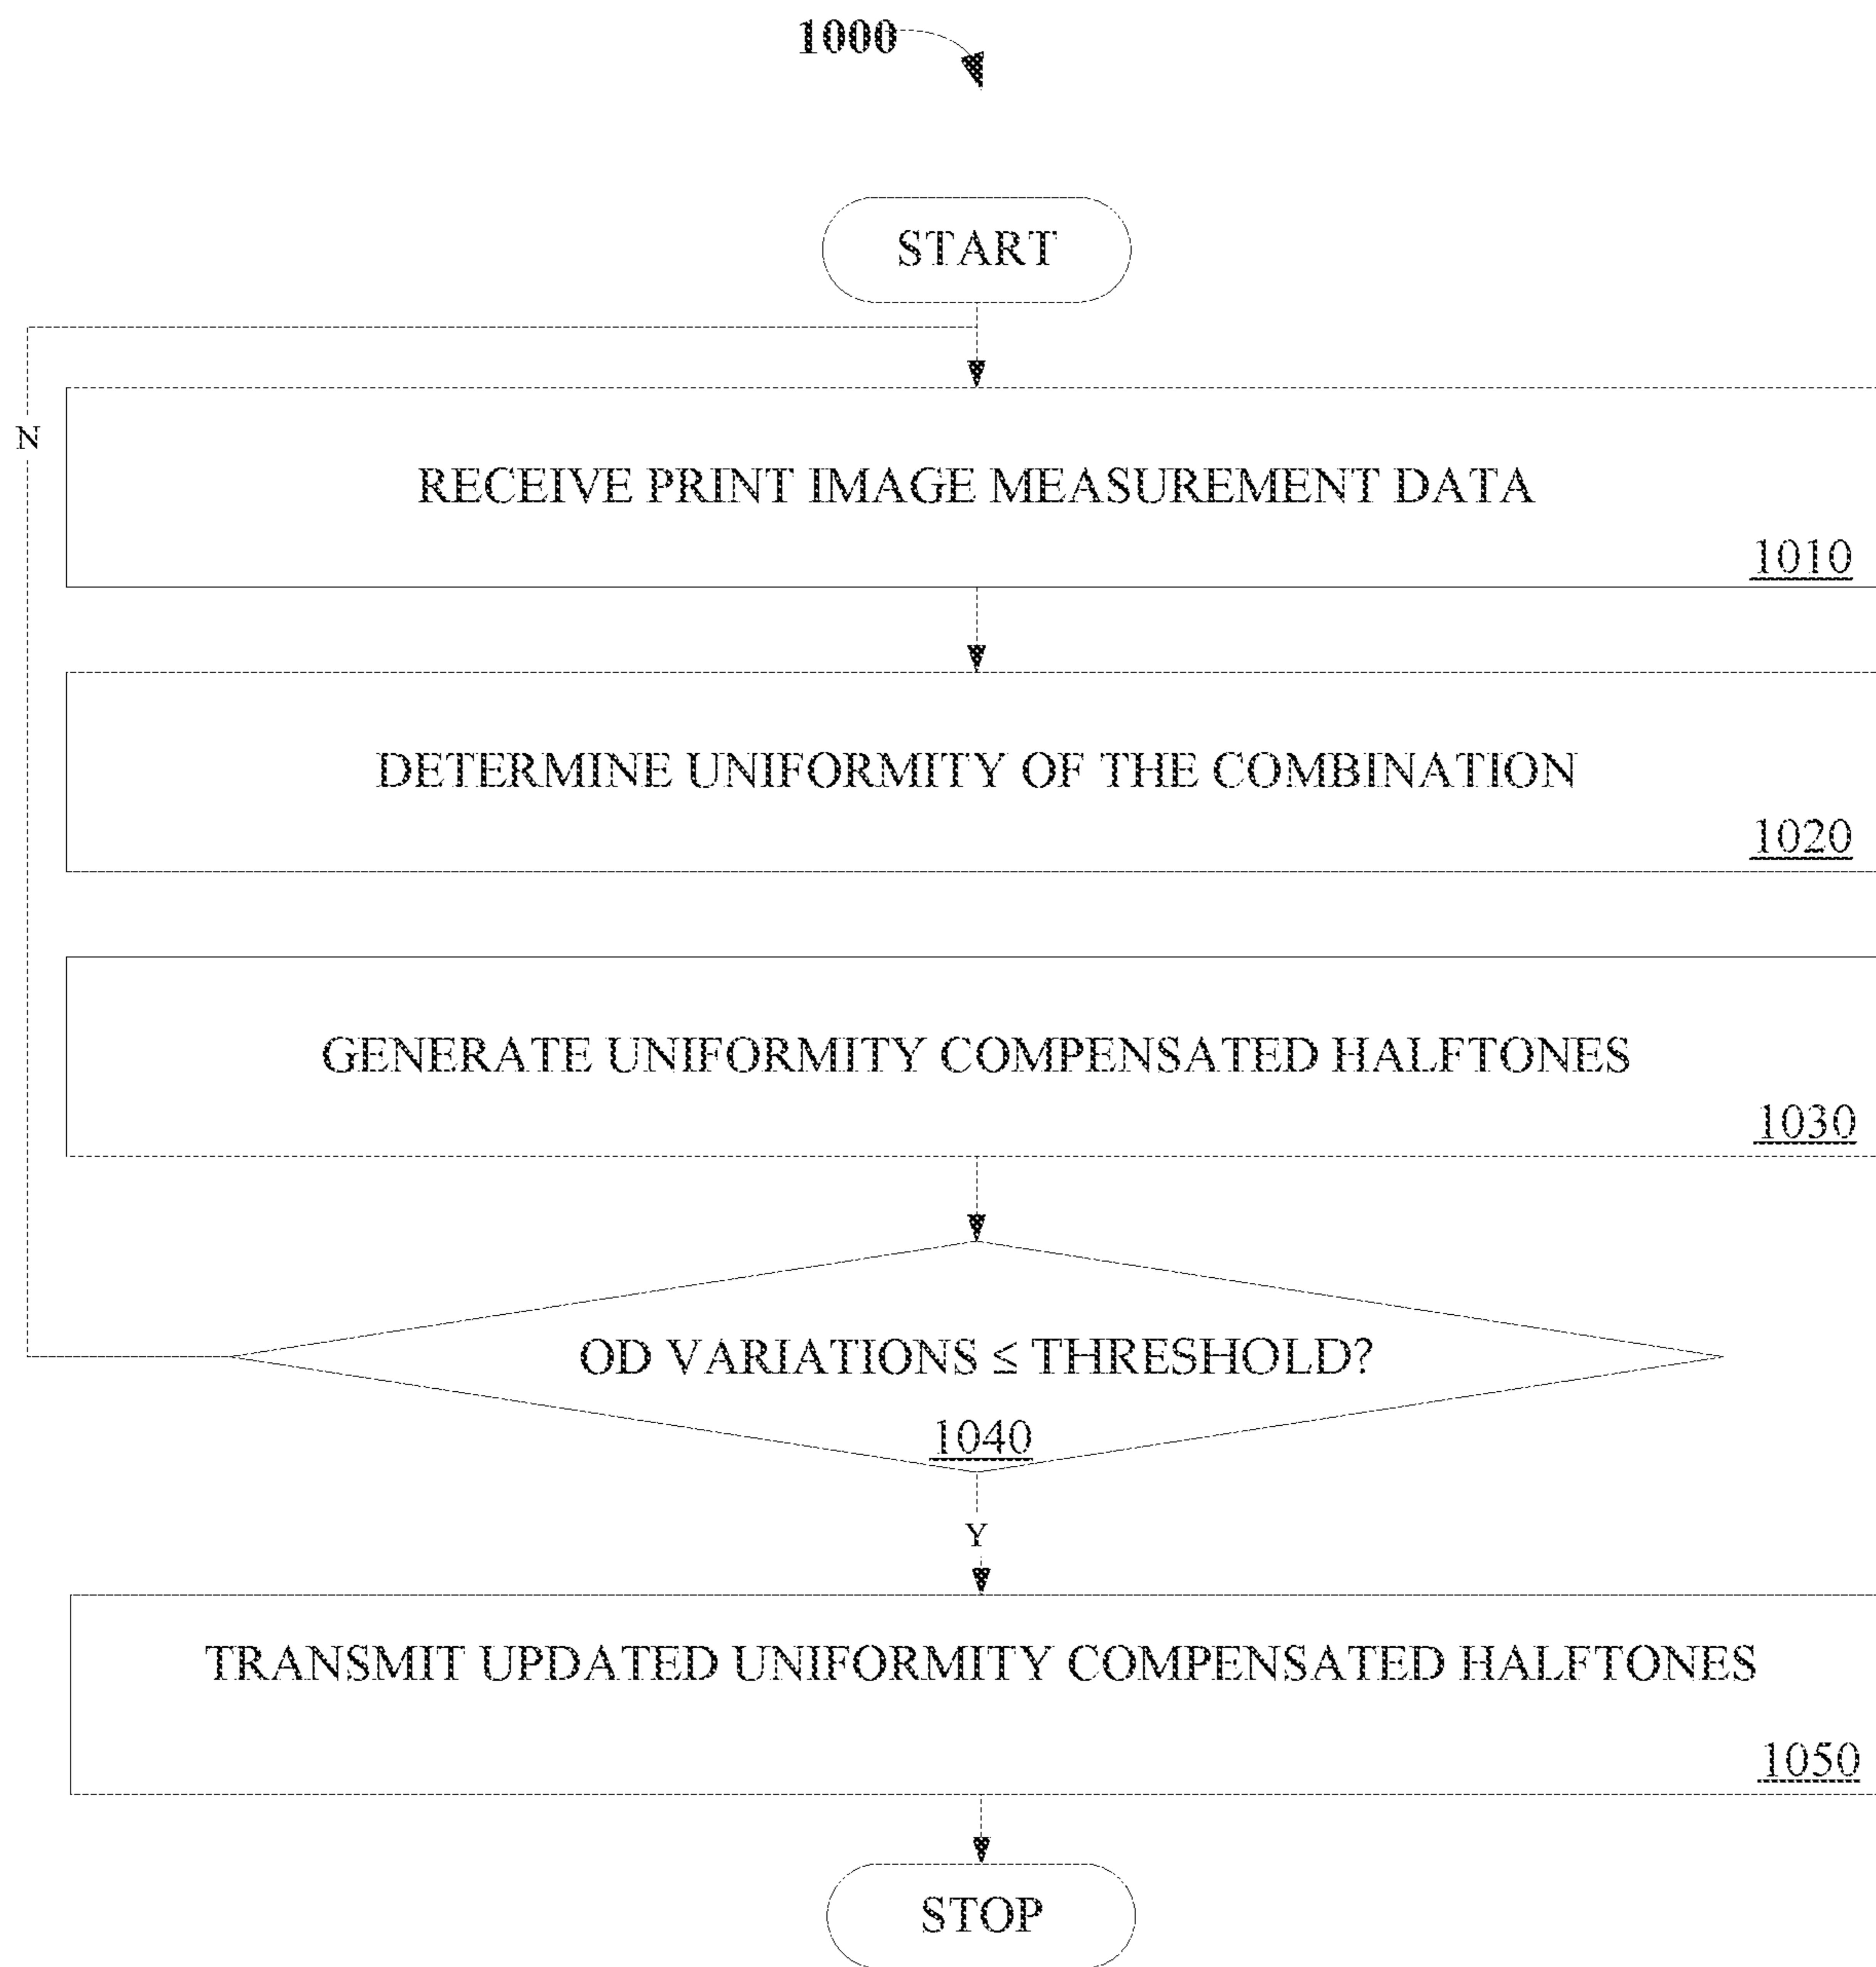 1000
START
N
RECEIVE PRINT IMAGE MEASUREMENT DATA
1010
DETERMINE UNIFORMITY OF THE COMBINATION
1020
GENERATE UNIFORMITY COMPENSATED HALFTONES
1030
OD VARIATIONS ≤ THRESHOLD?
1040
Y
TRANSMIT UPDATED UNIFORMITY COMPENSATED HALFTONES
1050
STOP